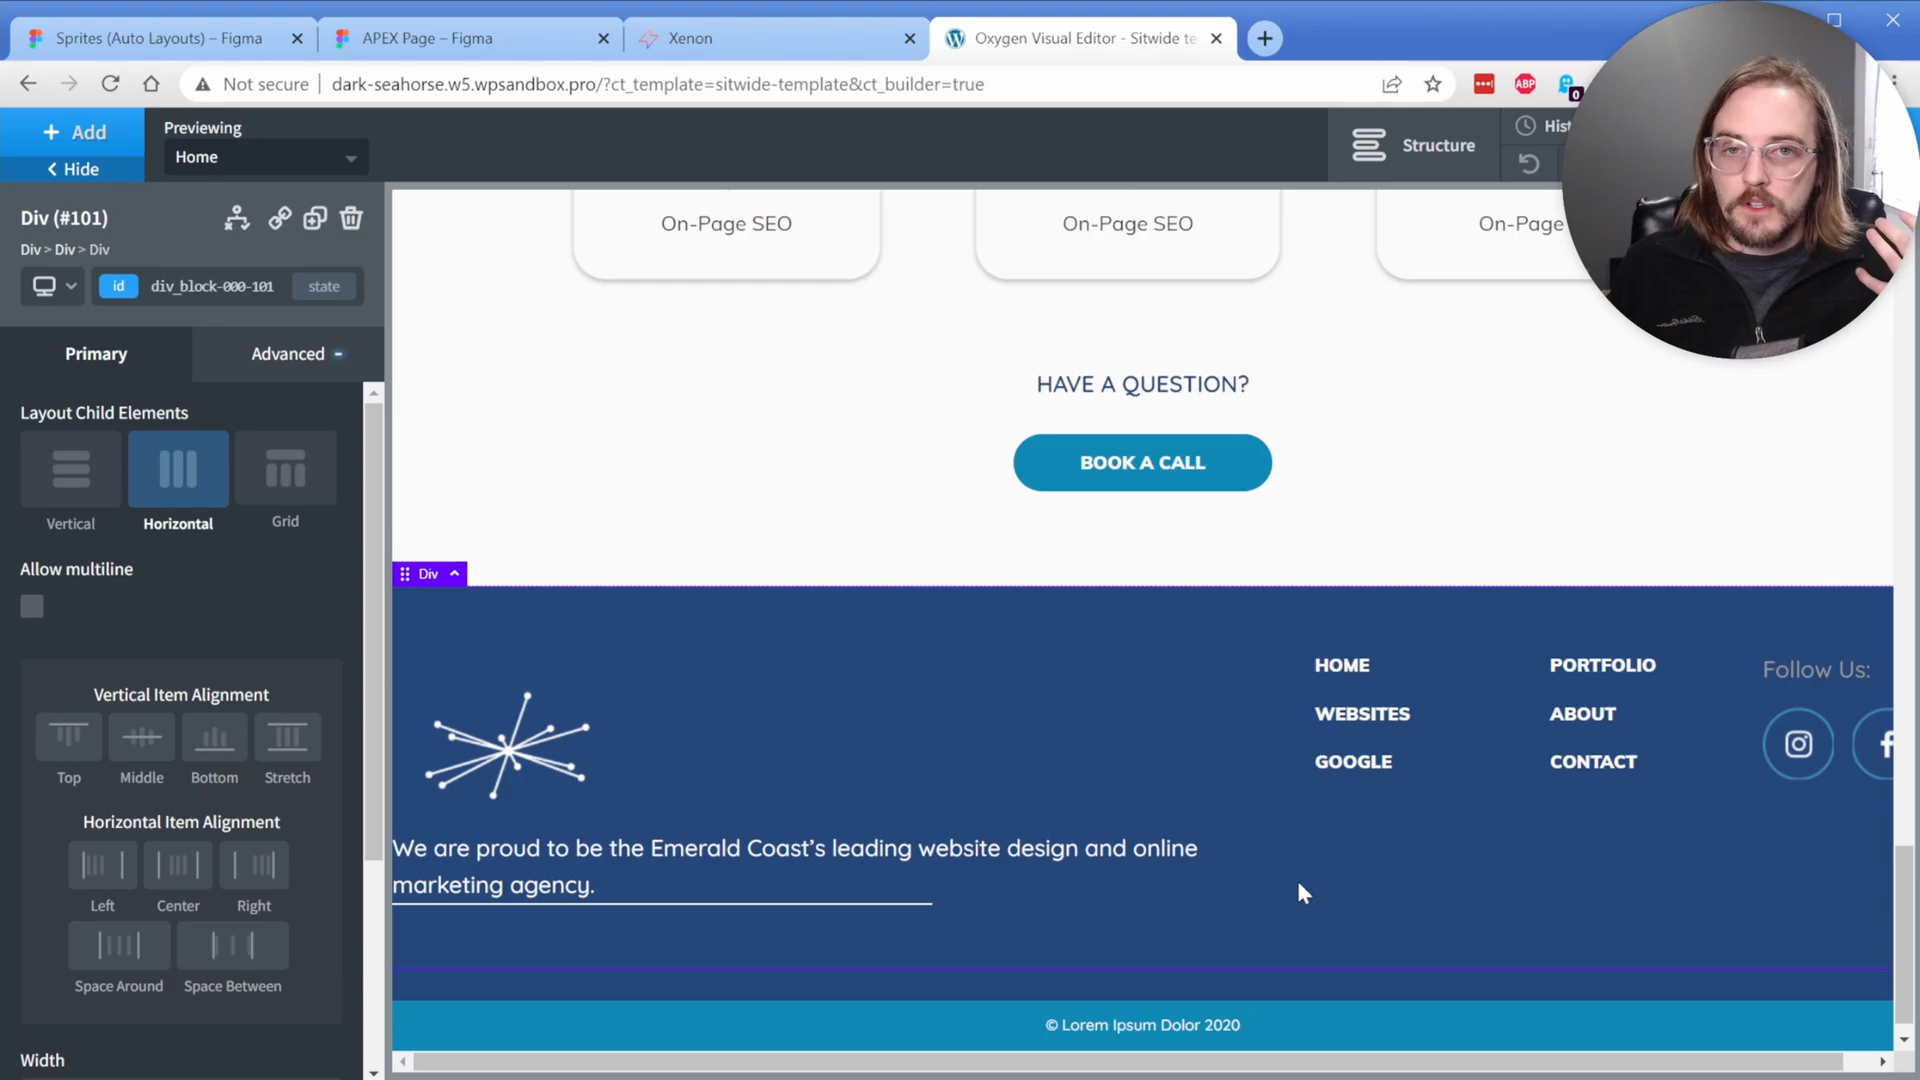 Sprites (Auto Layouts) – Figma
APEX Page – Figma
Xenon
Oxygen Visual Editor - Sitwide te
Not secure
dark-seahorse.w5.wpsandbox.pro/?ct_template=sitwide-template&ct_builder=true
ABP
0
+ Add
< Hide
Previewing
Home
Structure
Hist
Div (#101)
Div > Div > Div
id
div_block-000-101
state
Primary
Advanced
Layout Child Elements
Vertical
Horizontal
Grid
Allow multiline
Vertical Item Alignment
Top
Middle
Bottom
Stretch
Horizontal Item Alignment
Left
Center
Right
Space Around
Space Between
Width
On-Page SEO
On-Page SEO
On-Page
HAVE A QUESTION?
BOOK A CALL
Div
HOME
PORTFOLIO
Follow Us:
WEBSITES
ABOUT
GOOGLE
CONTACT
We are proud to be the Emerald Coast’s leading website design and online
marketing agency.
© Lorem Ipsum Dolor 2020